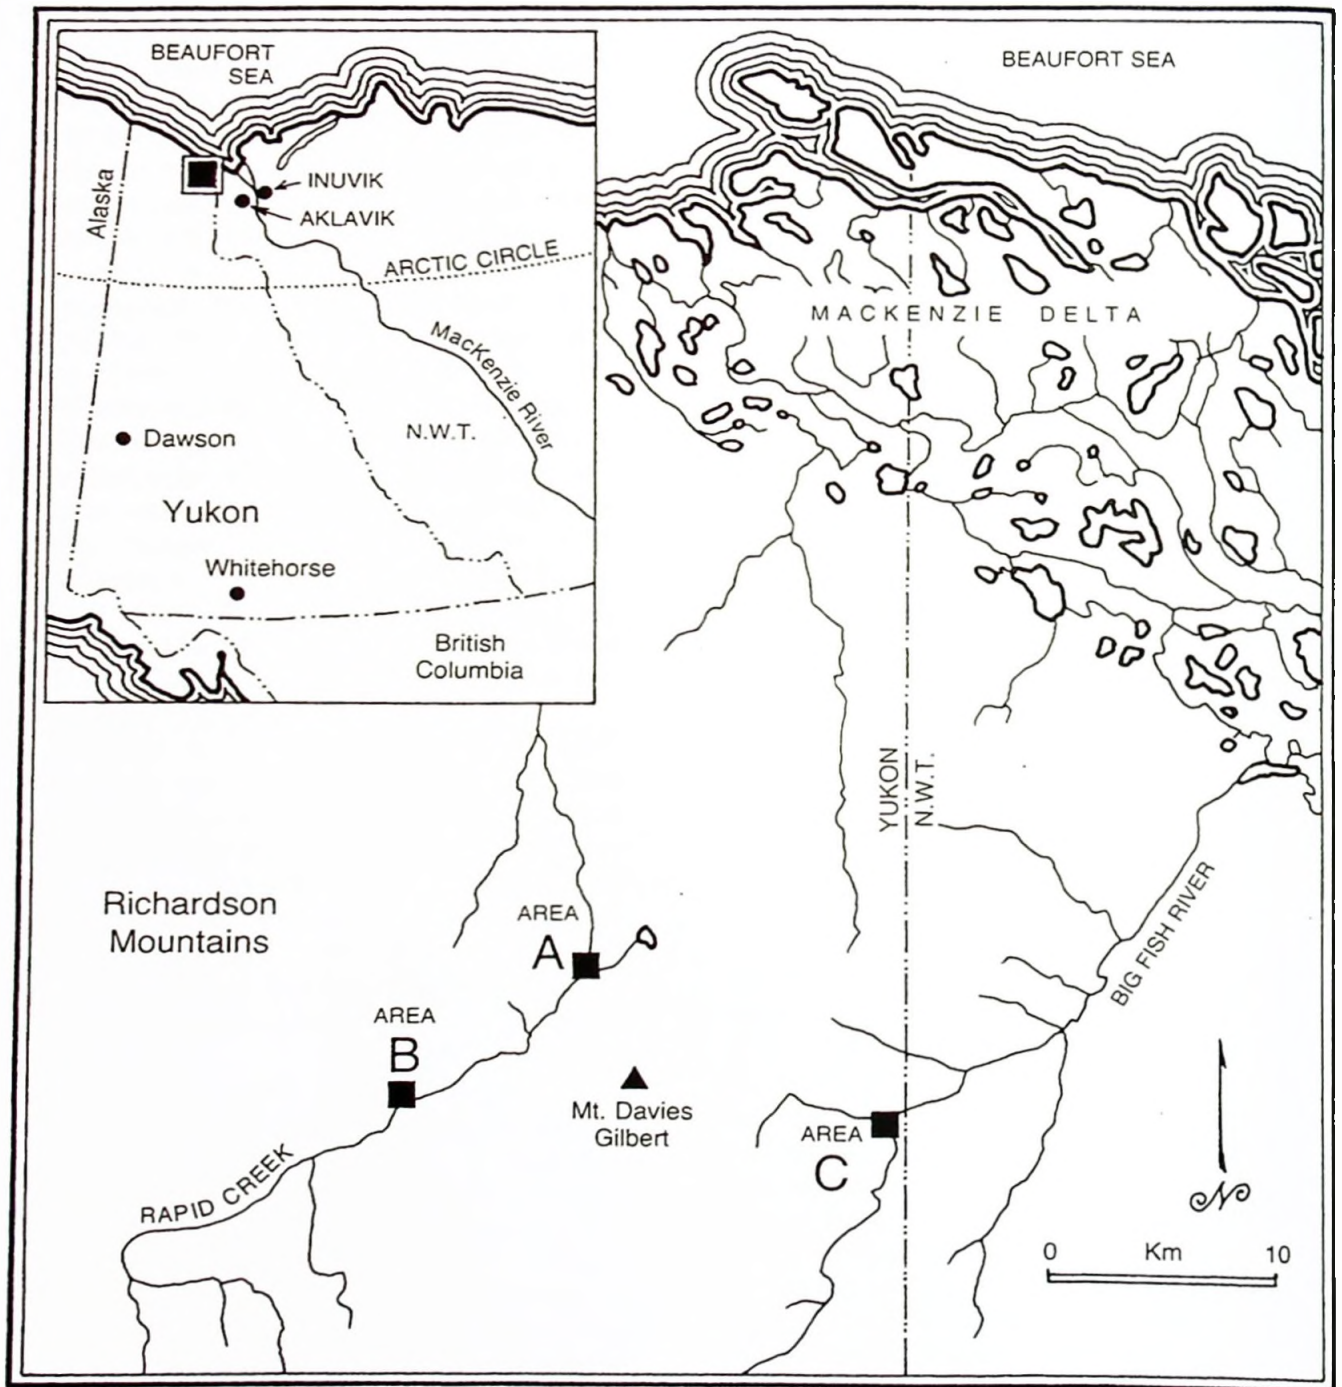 BEAUFORT
SEA
Alaska
INUVIK
AKLAVIK
ARCTIC CIRCLE
MacKenzie River
N.W.T.
Dawson
Yukon
Whitehorse
British
Columbia
BEAUFORT SEA
MACKENZIE DELTA
YUKON
N.W.T.
Richardson
Mountains
AREA
A
AREA
B
Mt. Davies
Gilbert
AREA
C
RAPID CREEK
BIG FISH RIVER
N
0 Km 10